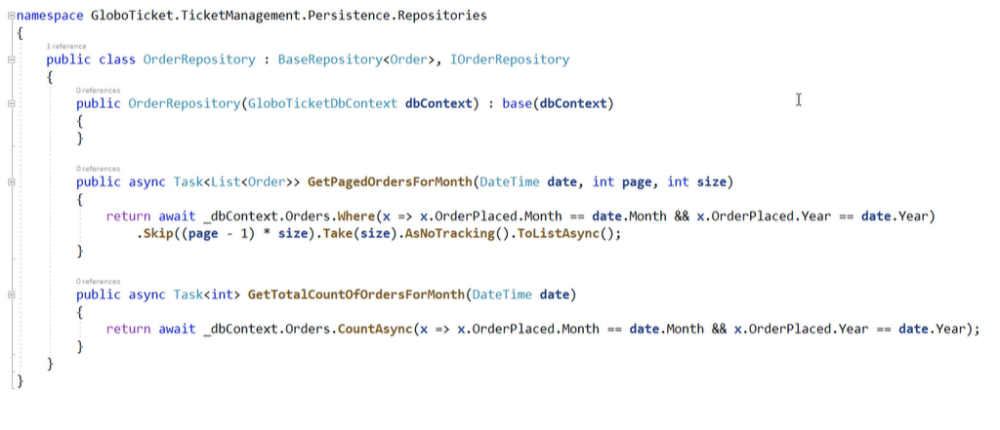 namespace GloboTicket.TicketManagement.Persistence.Repositories
{
1 reference
public class OrderRepository : BaseRepository<Order>, IOrderRepository
{
0 references
public OrderRepository(GloboTicketDbContext dbContext) : base(dbContext)
{
}
0 references
public async Task<List<Order>> GetPagedOrdersForMonth(DateTime date, int page, int size)
{
return await _dbContext.Orders.Where(x => x.OrderPlaced.Month == date.Month && x.OrderPlaced.Year == date.Year)
.Skip((page - 1) * size).Take(size).AsNoTracking().ToListAsync();
}
0 references
public async Task<int> GetTotalCountOfOrdersForMonth(DateTime date)
{
return await _dbContext.Orders.CountAsync(x => x.OrderPlaced.Month == date.Month && x.OrderPlaced.Year == date.Year);
}
}
}